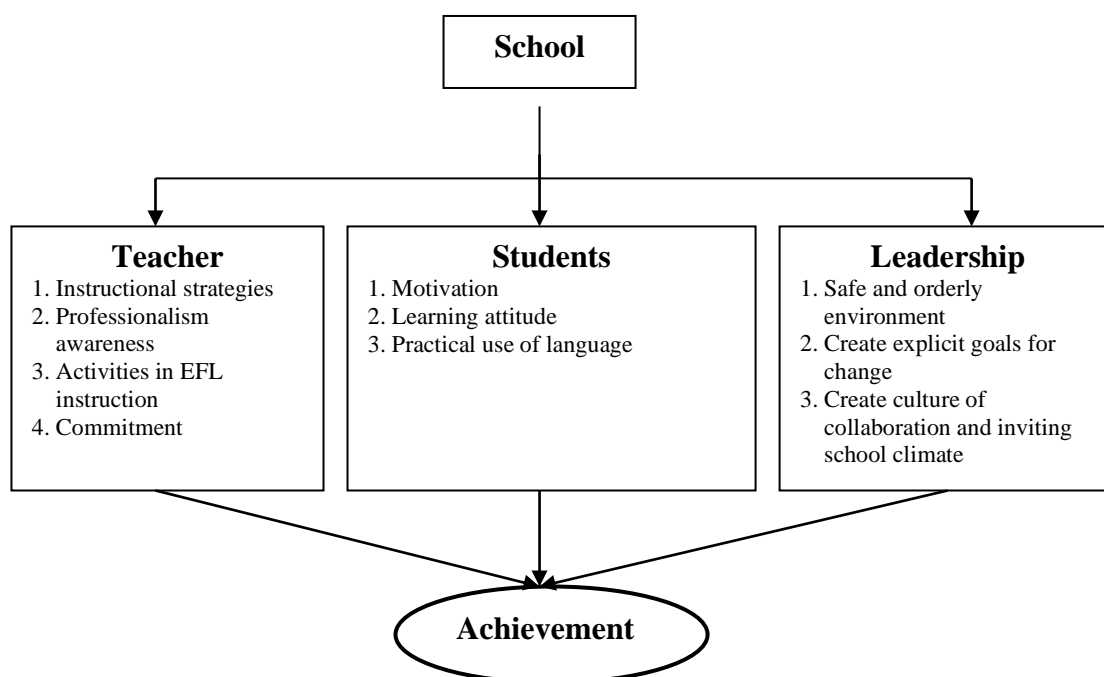 School
Teacher
1. Instructional strategies
2. Professionalism
awareness
3. Activities in EFL
instruction
4. Commitment
Students
1. Motivation
2. Learning attitude
3. Practical use of language
Leadership
1. Safe and orderly
environment
2. Create explicit goals for
change
3. Create culture of
collaboration and inviting
school climate
Achievement